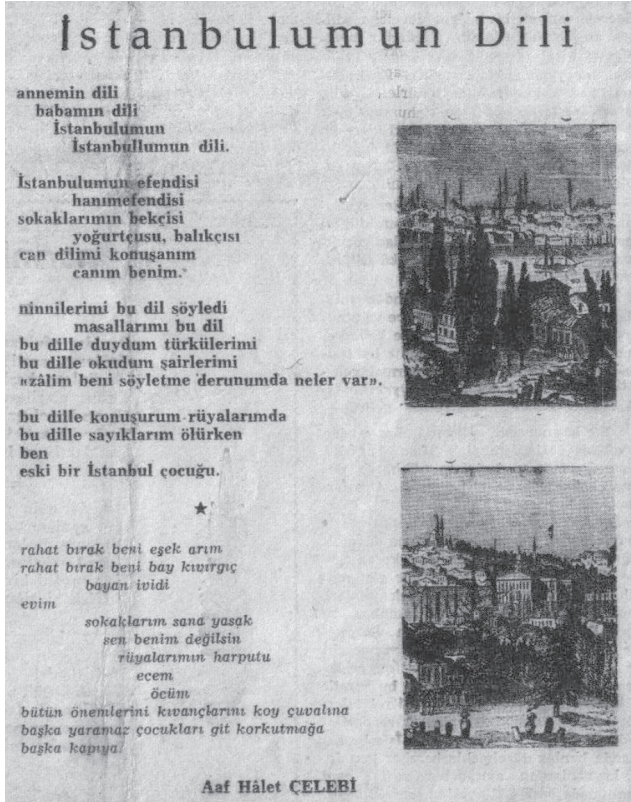 İstanbulumun Dili
annemin dili
babamın dili
İstanbulumun
İstanbullumun dili.
İstanbulumun efendisi
hanımefendisi
sokaklarımın bekçisi
yoğurtçusu, balıkçısı
can dilimi konuşanım
canım benim.
ninnilerimi bu dil söyledi
masallarımı bu dil
bu dille duydum türkülerimi
bu dille okudum şairlerimi
«zâlim beni söyletme derunumda neler var».
bu dille konuşurum rüyalarımda
bu dille sayıklarım ölürken
ben
eski bir İstanbul çocuğu.
★
rahat bırak beni eşek arım
rahat bırak beni bay kıvırgıç
bayan ividi
evim
sokaklarım sana yasak
sen benim değilsin
rüyalarımın harputu
ecem
öcüm
bütün önemlerini kıvançlarını koy çuvalına
başka yaramaz çocukları git korkutmağa
başka kapıya.
Asaf Hâlet ÇELEBİ